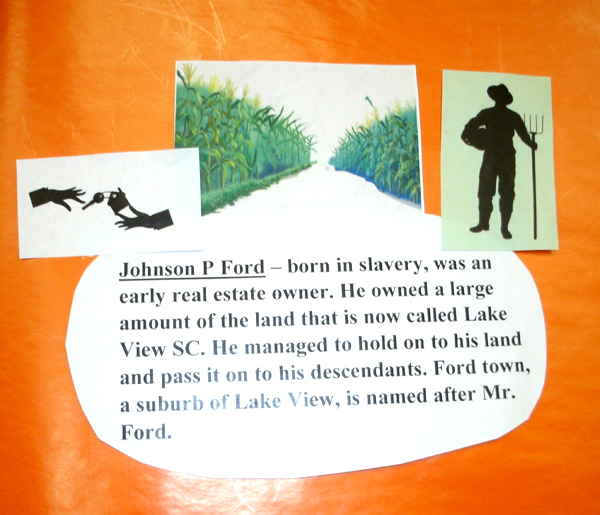 Johnson P Ford – born in slavery, was an
early real estate owner. He owned a large
amount of the land that is now called Lake
View SC. He managed to hold on to his land
and pass it on to his descendants. Ford town,
a suburb of Lake View, is named after Mr.
Ford.